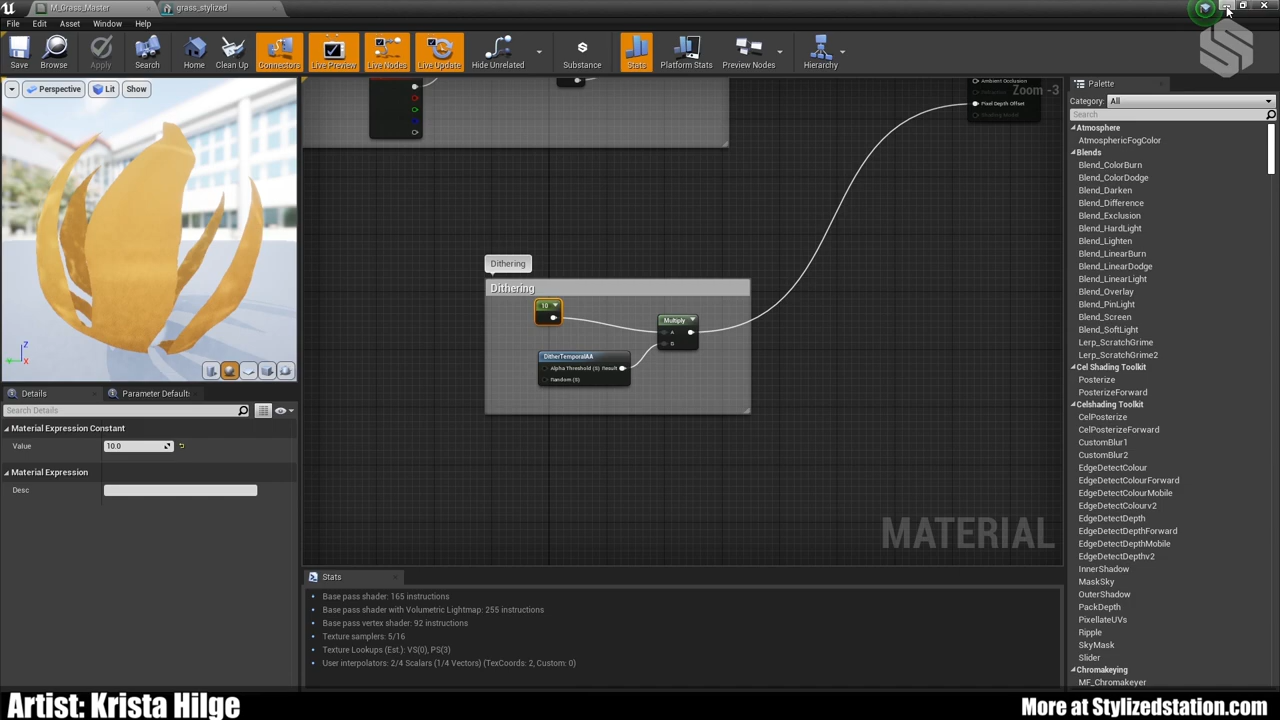 M_Grass_Master
grass_stylized
File Edit Asset Window Help
Save Browse Apply Search Home Clean Up Connectors Live Preview Live Nodes Live Update Hide Unrelated Substance Stats Platform Stats Preview Nodes Hierarchy
Perspective Lit Show
Zoom -3
Ambient Occlusion
Pixel Depth Offset
Dithering
Dithering
10
Multiply
A
B
DitherTemporalAA
Alpha Threshold (S) Result
Random (S)
MATERIAL
Z
Details
Parameter Defaults
Search Details
Material Expression Constant
Value 10.0
Material Expression
Desc
Stats
Base pass shader: 165 instructions
Base pass shader with Volumetric Lightmap: 255 instructions
Base pass vertex shader: 92 instructions
Texture samplers: 5/16
Texture Lookups (Est.): VS(0), PS(3)
User interpolators: 2/4 Scalars (1/4 Vectors) (TexCoords: 2, Custom: 0)
Palette
Category: All
Search
Atmosphere
AtmosphericFogColor
Blends
Blend_ColorBurn
Blend_ColorDodge
Blend_Darken
Blend_Difference
Blend_Exclusion
Blend_HardLight
Blend_Lighten
Blend_LinearBurn
Blend_LinearDodge
Blend_LinearLight
Blend_Overlay
Blend_PinLight
Blend_Screen
Blend_SoftLight
Lerp_ScratchGrime
Lerp_ScratchGrime2
Cel Shading Toolkit
Posterize
PosterizeForward
Celshading Toolkit
CelPosterize
CelPosterizeForward
CustomBlur1
CustomBlur2
EdgeDetectColour
EdgeDetectColourForward
EdgeDetectColourMobile
EdgeDetectColourv2
EdgeDetectDepth
EdgeDetectDepthForward
EdgeDetectDepthMobile
EdgeDetectDepthv2
InnerShadow
MaskSky
OuterShadow
PackDepth
PixellateUVs
Ripple
SkyMask
Slider
Chromakeying
MF_Chromakeyer
Artist: Krista Hilge
More at Stylizedstation.com